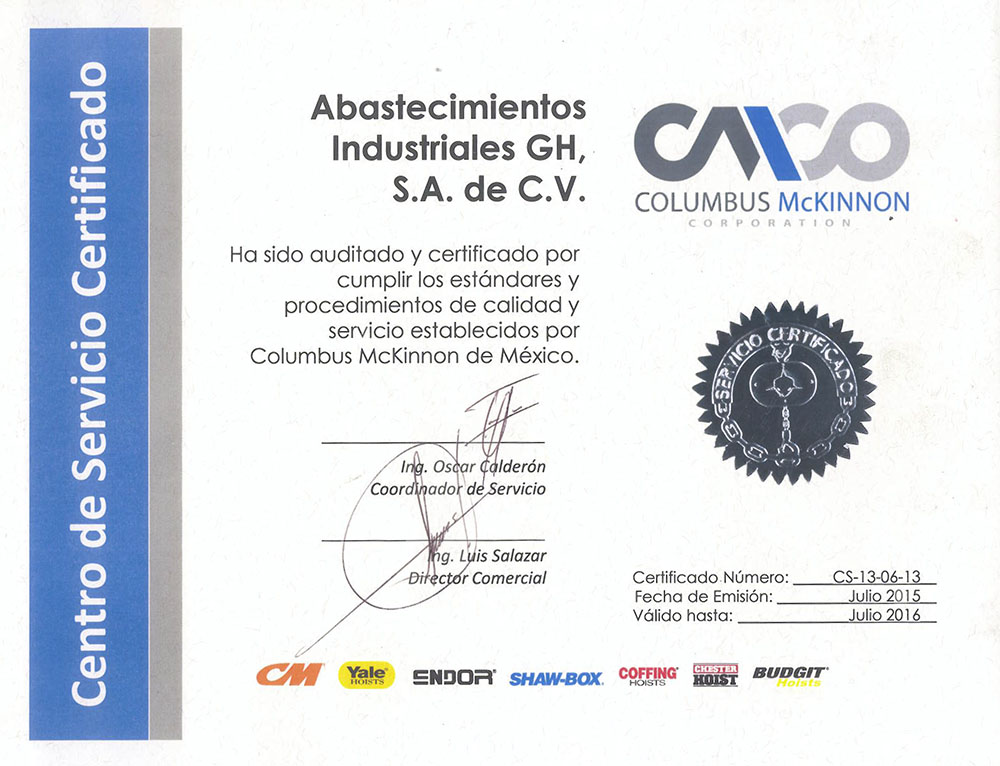 Centro de Servicio Certificado
Abastecimientos
Industriales GH,
S.A. de C.V.
CMCO
COLUMBUS McKINNON
CORPORATION
Ha sido auditado y certificado por
cumplir los estándares y
procedimientos de calidad y
servicio establecidos por
Columbus McKinnon de México.
SERVICIO CERTIFICADO
Ing. Oscar Calderón
Coordinador de Servicio
Ing. Luis Salazar
Director Comercial
Certificado Número: CS-13-06-13
Fecha de Emisión: Julio 2015
Válido hasta: Julio 2016
CM
Yale
HOISTS
ENDOR
SHAW-BOX
COFFING
HOISTS
CHESTER
HOIST
BUDGIT
Hoists